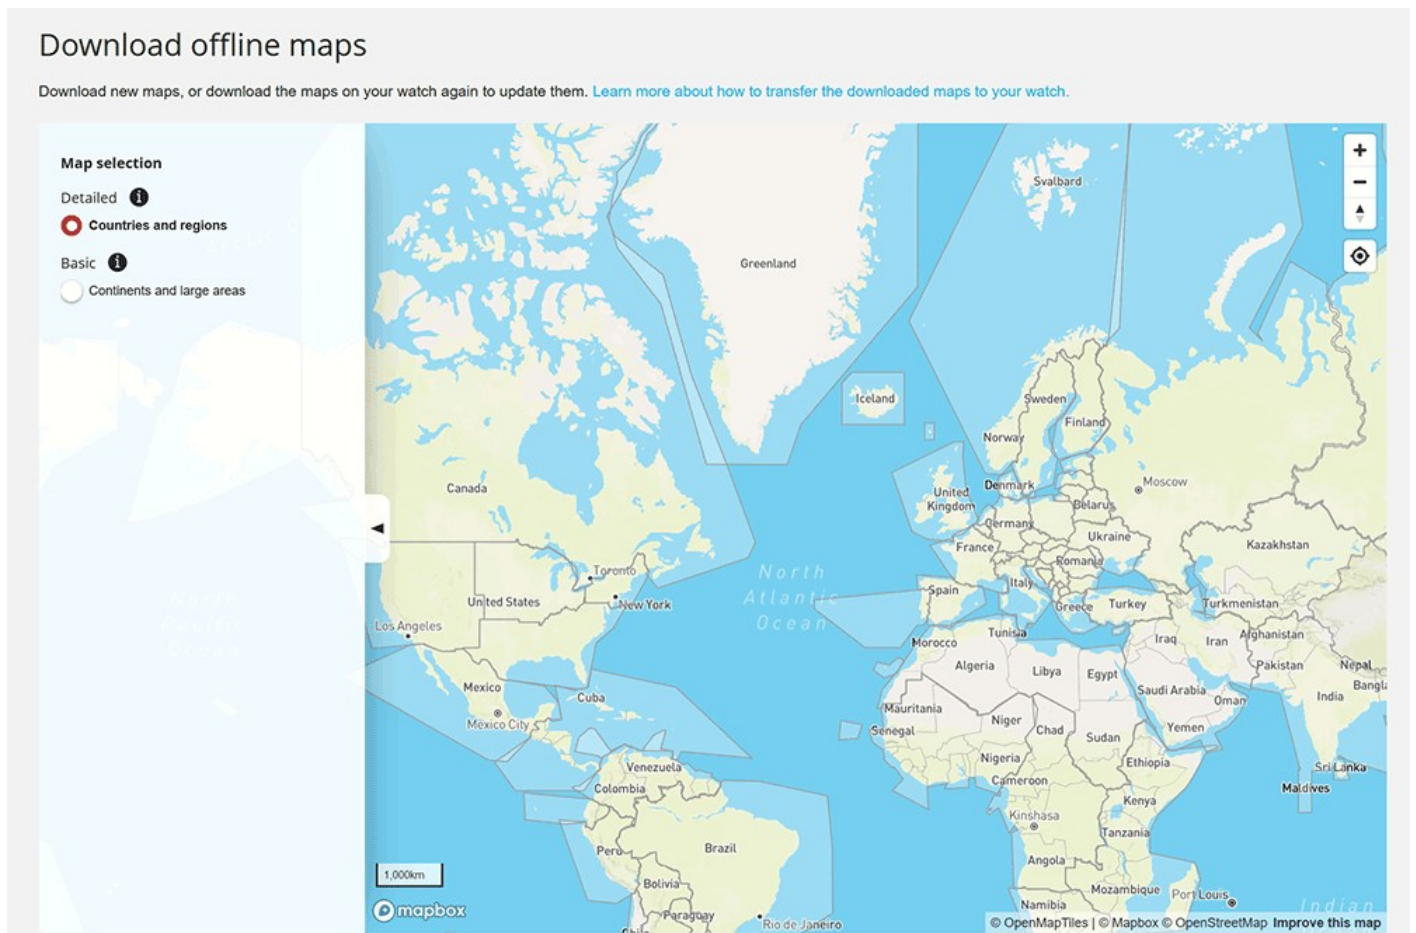 Download offline maps
Download new maps, or download the maps on your watch again to update them. Learn more about how to transfer the downloaded maps to your watch.
Map selection
Detailed
Countries and regions
Basic
Continents and large areas
Svalbard
Greenland
Iceland
Sweden
Finland
Norway
Canada
United
Kingdom
Denmark
Moscow
Belarus
Germany
Ukraine
France
Kazakhstan
Romania
Toronto
North
Atlantic
Ocean
Italy
Spain
United States
New York
Greece
Turkey
Turkmenistan
Los Angeles
Tunisia
Morocco
Iraq
Iran
Afghanistan
Algeria
Libya
Egypt
Pakistan
Nepal
Mexico
Cuba
Saudi Arabia
Oman
India
Bangla
Mauritania
Mexico City
Niger
Chad
Sudan
Yemen
Senegal
Nigeria
Ethiopia
Venezuela
Cameroon
Sri Lanka
Colombia
Maldives
Kenya
Kinshasa
Tanzania
Peru
Brazil
Angola
1,000km
Bolivia
Mozambique
Port Louis
Namibia
Indian
mapbox
Paraguay
Rio de Janeiro
© OpenMapTiles | © Mapbox © OpenStreetMap Improve this map